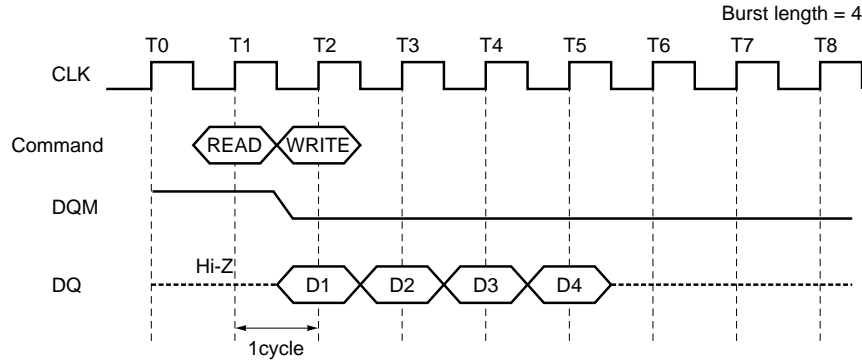 Burst length = 4
T0 T1 T2 T3 T4 T5 T6 T7 T8
CLK
Command READ WRITE
DQM
Hi-Z
DQ D1 D2 D3 D4
1cycle